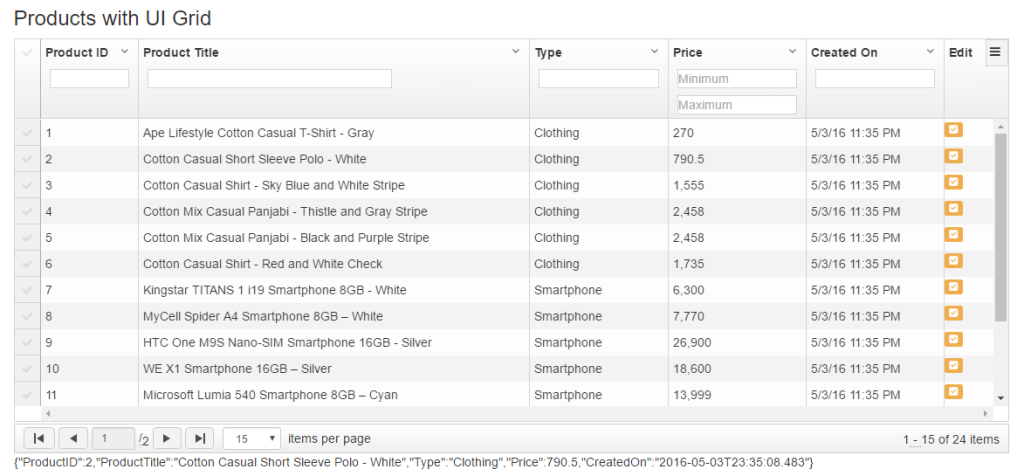 Products with UI Grid
Product ID Product Title Type Price Created On Edit
Minimum
Maximum
1 Ape Lifestyle Cotton Casual T-Shirt - Gray Clothing 270 5/3/16 11:35 PM
2 Cotton Casual Short Sleeve Polo - White Clothing 790.5 5/3/16 11:35 PM
3 Cotton Casual Shirt - Sky Blue and White Stripe Clothing 1,555 5/3/16 11:35 PM
4 Cotton Mix Casual Panjabi - Thistle and Gray Stripe Clothing 2,458 5/3/16 11:35 PM
5 Cotton Mix Casual Panjabi - Black and Purple Stripe Clothing 2,458 5/3/16 11:35 PM
6 Cotton Casual Shirt - Red and White Check Clothing 1,735 5/3/16 11:35 PM
7 Kingstar TITANS 1 i19 Smartphone 8GB - White Smartphone 6,300 5/3/16 11:35 PM
8 MyCell Spider A4 Smartphone 8GB – White Smartphone 7,770 5/3/16 11:35 PM
9 HTC One M9S Nano-SIM Smartphone 16GB - Silver Smartphone 26,900 5/3/16 11:35 PM
10 WE X1 Smartphone 16GB – Silver Smartphone 18,600 5/3/16 11:35 PM
11 Microsoft Lumia 540 Smartphone 8GB – Cyan Smartphone 13,999 5/3/16 11:35 PM
1 /2 15 items per page 1 - 15 of 24 items
{"ProductID":2,"ProductTitle":"Cotton Casual Short Sleeve Polo - White","Type":"Clothing","Price":790.5,"CreatedOn":"2016-05-03T23:35:08.483"}